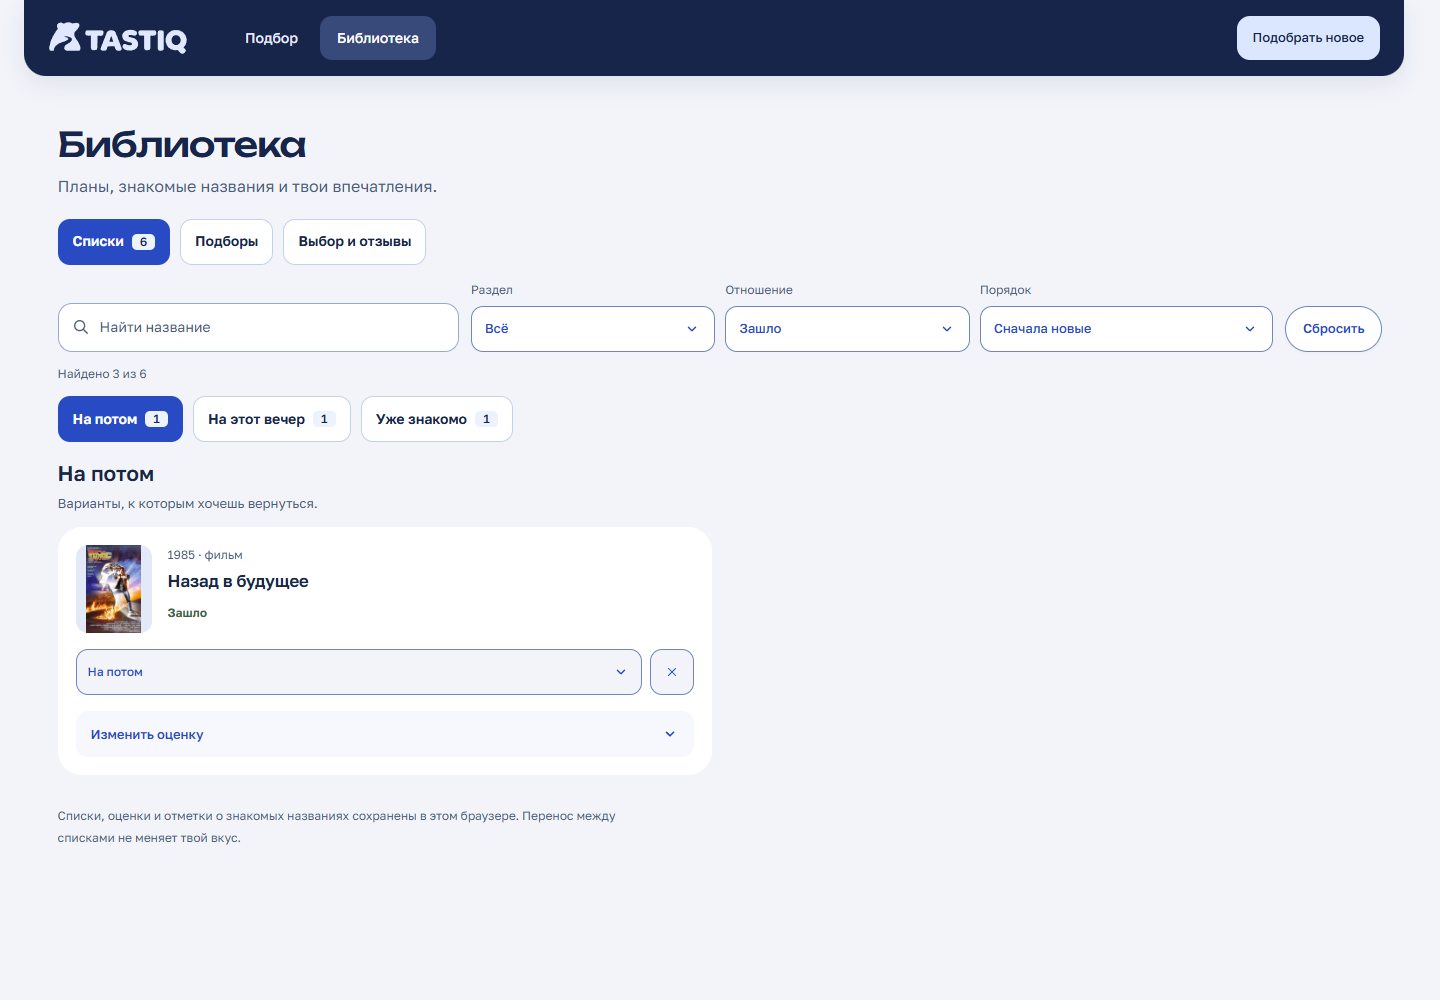 TASTIQ
Подбор
Библиотека
Подобрать новое
Библиотека
Планы, знакомые названия и твои впечатления.
Списки 6
Подборы
Выбор и отзывы
Найти название
Раздел
Всё
Отношение
Зашло
Порядок
Сначала новые
Сбросить
Найдено 3 из 6
На потом 1
На этот вечер 1
Уже знакомо 1
На потом
Варианты, к которым хочешь вернуться.
1985 · фильм
Назад в будущее
Зашло
На потом
Изменить оценку
Списки, оценки и отметки о знакомых названиях сохранены в этом браузере. Перенос между
списками не меняет твой вкус.